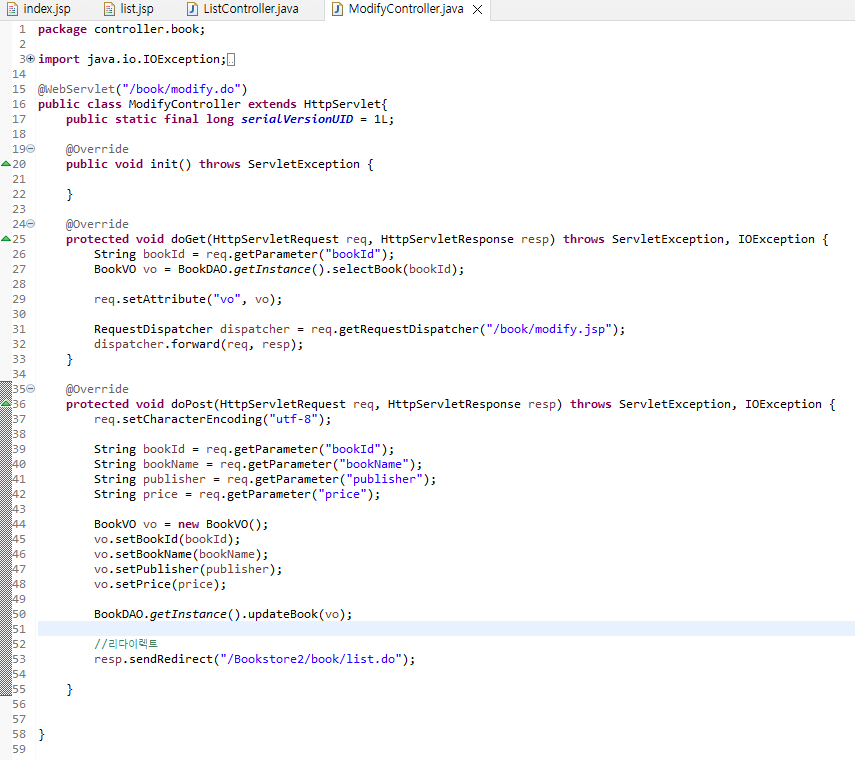 index.jsp list.jsp ListController.java ModifyController.java
1 package controller.book;
2
3 import java.io.IOException;
14
15 @WebServlet("/book/modify.do")
16 public class ModifyController extends HttpServlet{
17 public static final long serialVersionUID = 1L;
18
19 @Override
20 public void init() throws ServletException {
21
22 }
23
24 @Override
25 protected void doGet(HttpServletRequest req, HttpServletResponse resp) throws ServletException, IOException {
26 String bookId = req.getParameter("bookId");
27 BookVO vo = BookDAO.getInstance().selectBook(bookId);
28
29 req.setAttribute("vo", vo);
30
31 RequestDispatcher dispatcher = req.getRequestDispatcher("/book/modify.jsp");
32 dispatcher.forward(req, resp);
33 }
34
35 @Override
36 protected void doPost(HttpServletRequest req, HttpServletResponse resp) throws ServletException, IOException {
37 req.setCharacterEncoding("utf-8");
38
39 String bookId = req.getParameter("bookId");
40 String bookName = req.getParameter("bookName");
41 String publisher = req.getParameter("publisher");
42 String price = req.getParameter("price");
43
44 BookVO vo = new BookVO();
45 vo.setBookId(bookId);
46 vo.setBookName(bookName);
47 vo.setPublisher(publisher);
48 vo.setPrice(price);
49
50 BookDAO.getInstance().updateBook(vo);
51
52 //리다이렉트
53 resp.sendRedirect("/Bookstore2/book/list.do");
54
55 }
56
57
58 }
59